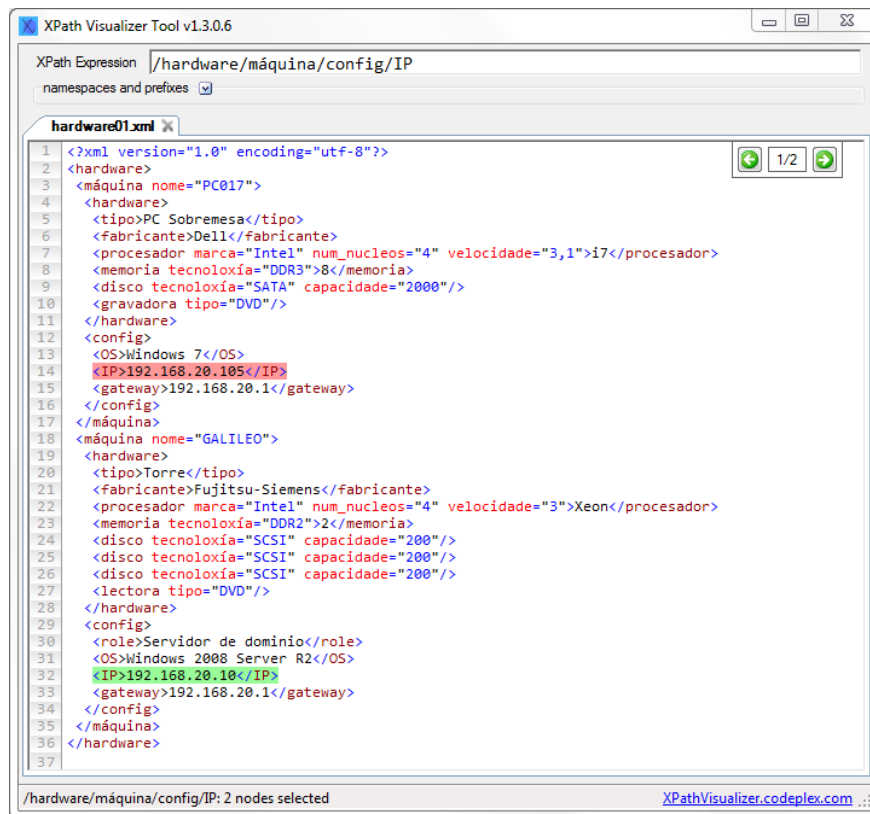 XPath Visualizer Tool v1.3.0.6
XPath Expression /hardware/máquina/config/IP
namespaces and prefixes
hardware01.xml
1/2
1 <?xml version="1.0" encoding="utf-8"?>
2 <hardware>
3 <máquina nome="PC017">
4 <hardware>
5 <tipo>PC Sobremesa</tipo>
6 <fabricante>Dell</fabricante>
7 <procesador marca="Intel" num_nucleos="4" velocidade="3,1">i7</procesador>
8 <memoria tecnoloxía="DDR3">8</memoria>
9 <disco tecnoloxía="SATA" capacidade="2000"/>
10 <gravadora tipo="DVD"/>
11 </hardware>
12 <config>
13 <OS>Windows 7</OS>
14 <IP>192.168.20.105</IP>
15 <gateway>192.168.20.1</gateway>
16 </config>
17 </máquina>
18 <máquina nome="GALILEO">
19 <hardware>
20 <tipo>Torre</tipo>
21 <fabricante>Fujitsu-Siemens</fabricante>
22 <procesador marca="Intel" num_nucleos="4" velocidade="3">Xeon</procesador>
23 <memoria tecnoloxía="DDR2">2</memoria>
24 <disco tecnoloxía="SCSI" capacidade="200"/>
25 <disco tecnoloxía="SCSI" capacidade="200"/>
26 <disco tecnoloxía="SCSI" capacidade="200"/>
27 <lectora tipo="DVD"/>
28 </hardware>
29 <config>
30 <role>Servidor de dominio</role>
31 <OS>Windows 2008 Server R2</OS>
32 <IP>192.168.20.10</IP>
33 <gateway>192.168.20.1</gateway>
34 </config>
35 </máquina>
36 </hardware>
37
/hardware/máquina/config/IP: 2 nodes selected XPathVisualizer.codeplex.com